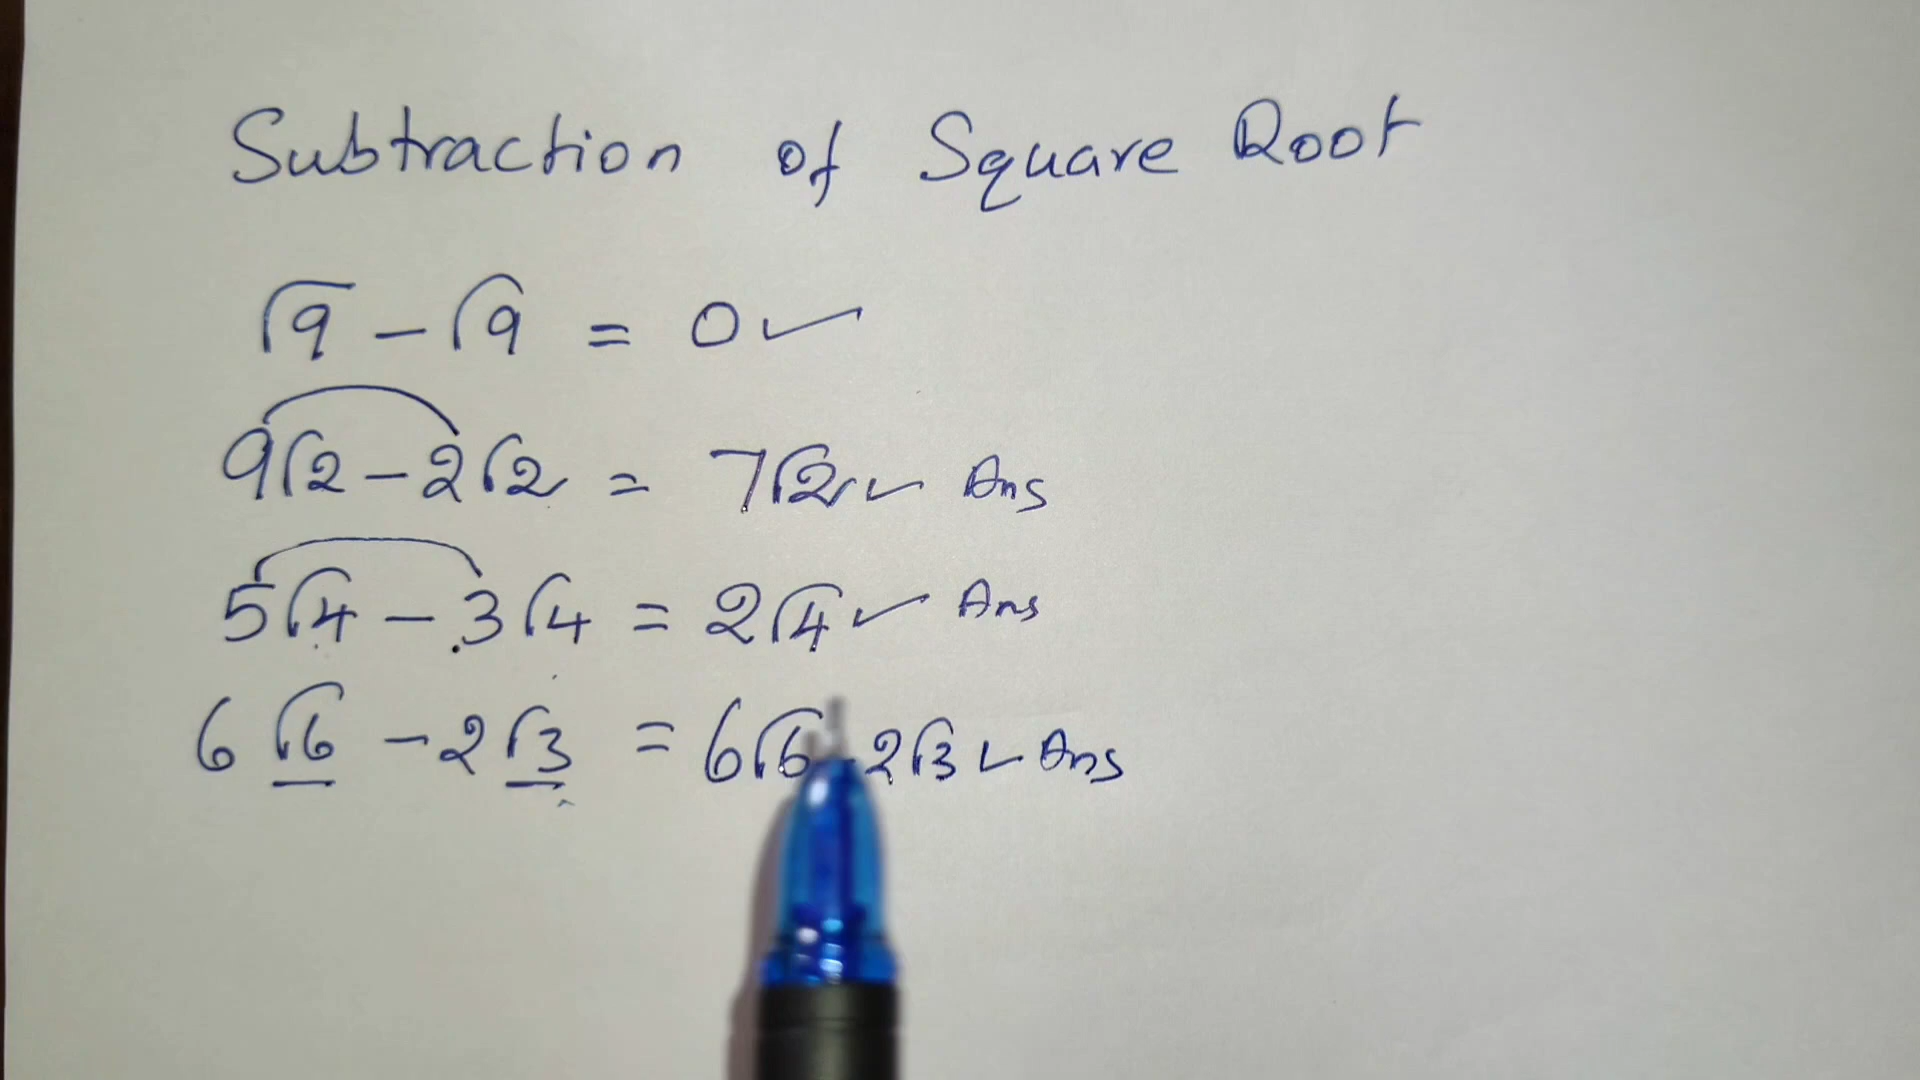 Subtraction of Square Root
√9 - √9 = 0 ✓
9√2 - 2√2 = 7√2 ✓ Ans
5√4 - 3√4 = 2√4 ✓ Ans
6√6 - 2√3 = 6√6 - 2√3 ✓ Ans